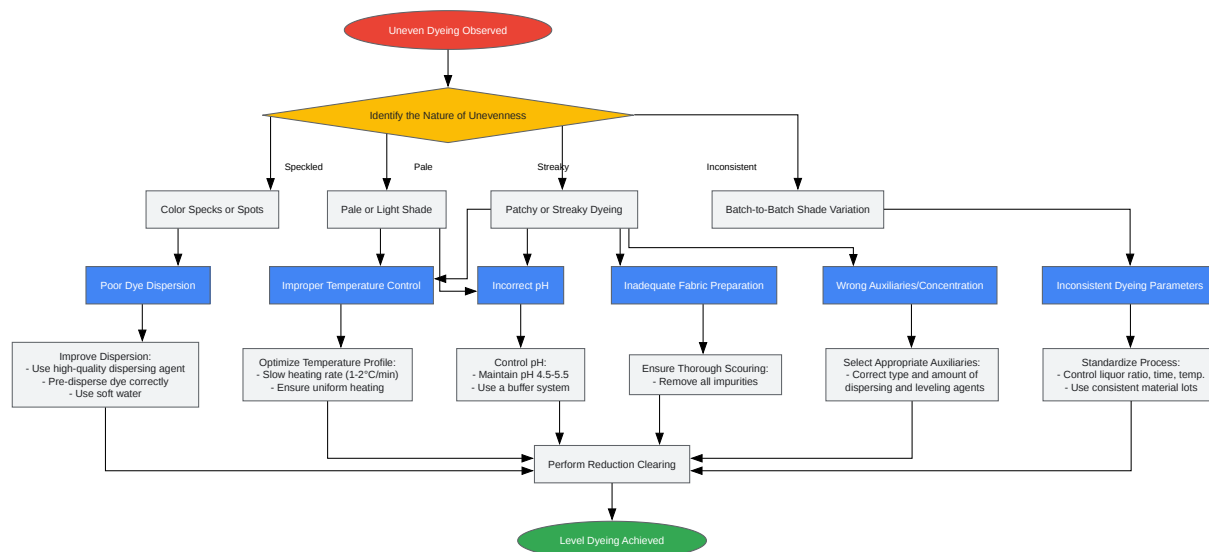 Uneven Dyeing Observed
Identify the Nature of Unevenness
Speckled
Pale
Streaky
Inconsistent
Color Specks or Spots
Pale or Light Shade
Patchy or Streaky Dyeing
Batch-to-Batch Shade Variation
Poor Dye Dispersion
Improper Temperature Control
Incorrect pH
Inadequate Fabric Preparation
Wrong Auxiliaries/Concentration
Inconsistent Dyeing Parameters
Improve Dispersion:
- Use high-quality dispersing agent
- Pre-disperse dye correctly
- Use soft water
Optimize Temperature Profile:
- Slow heating rate (1-2°C/min)
- Ensure uniform heating
Control pH:
- Maintain pH 4.5-5.5
- Use a buffer system
Ensure Thorough Scouring:
- Remove all impurities
Select Appropriate Auxiliaries:
- Correct type and amount of
dispersing and leveling agents
Standardize Process:
- Control liquor ratio, time, temp.
- Use consistent material lots
Perform Reduction Clearing
Level Dyeing Achieved